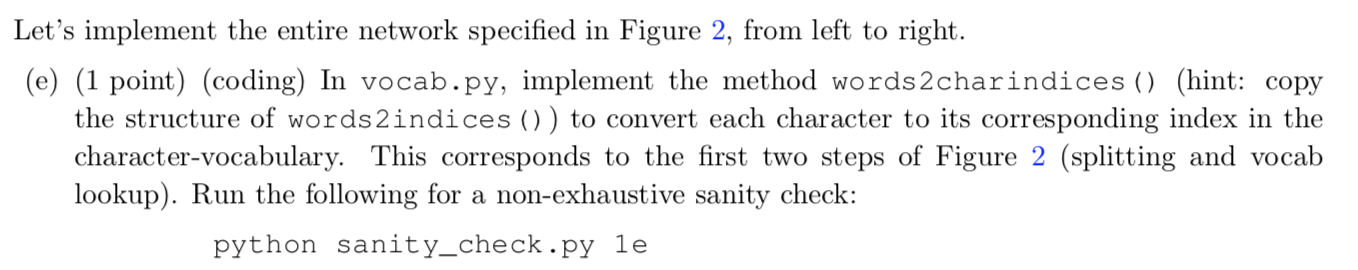 Let's implement the entire network specified in Figure 2, from left to right.
(e) (1 point) (coding) In vocab.py, implement the method words2charindices() (hint: copy
the structure of words2indices()) to convert each character to its corresponding index in the
character-vocabulary. This corresponds to the first two steps of Figure 2 (splitting and vocab
lookup). Run the following for a non-exhaustive sanity check:
python sanity_check.py 1e